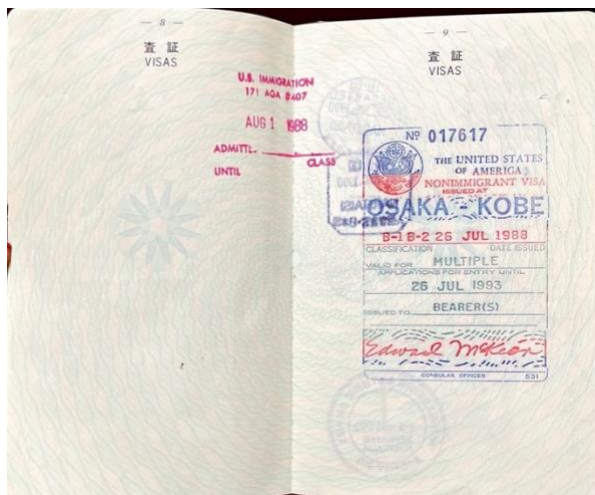 — 8 —
査 証
VISAS
U.S. IMMIGRATION
171 AGA #407
AUG 1 1988
ADMITTE.
CLASS
UNTIL
— 9 —
査 証
VISAS
Nº 017617
THE UNITED STATES
OF AMERICA
NONIMMIGRANT VISA
ISSUED AT
OSAKA - KOBE
B-1 B-2 26 JUL 1988
CLASSIFICATION DATE ISSUED
VALID FOR MULTIPLE
APPLICATIONS FOR ENTRY UNTIL
26 JUL 1993
ISSUED TO BEARER(S)
Edward McKeon
CONSULAR OFFICER 531